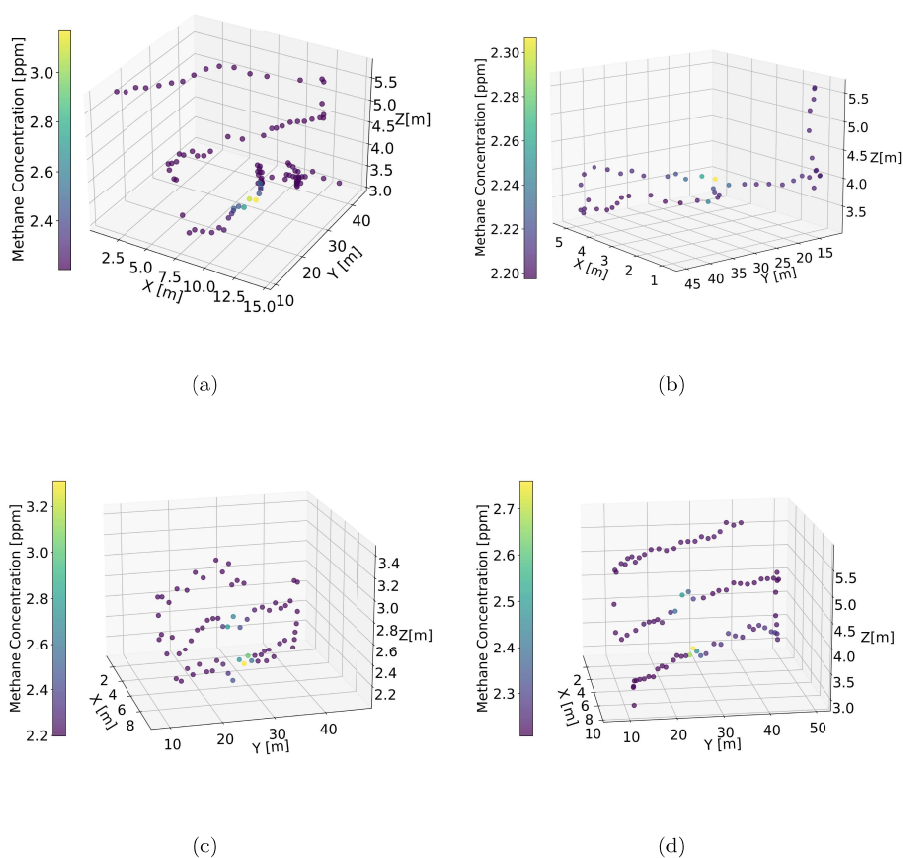 Methane Concentration [ppm]
3.0
2.8
2.6
2.4
5.5
5.0
4.5
4.0
3.5
3.0
Z[m]
2.5
5.0
7.5
10.0
12.5
15.0
X [m]
10
20
30
40
Y [m]
(a)
Methane Concentration [ppm]
2.30
2.28
2.26
2.24
2.22
2.20
5.5
5.0
4.5
4.0
3.5
Z[m]
5
4
3
2
1
X [m]
45 40 35 30 25 20 15
Y [m]
(b)
Methane Concentration [ppm]
3.2
3.0
2.8
2.6
2.4
2.2
3.4
3.2
3.0
2.8
2.6
2.4
2.2
Z[m]
2
4
6
8
X [m]
10 20 30 40
Y [m]
(c)
Methane Concentration [ppm]
2.7
2.6
2.5
2.4
2.3
5.5
5.0
4.5
4.0
3.5
3.0
Z[m]
2
4
6
8
X [m]
10 10 20 30 40 50
Y [m]
(d)